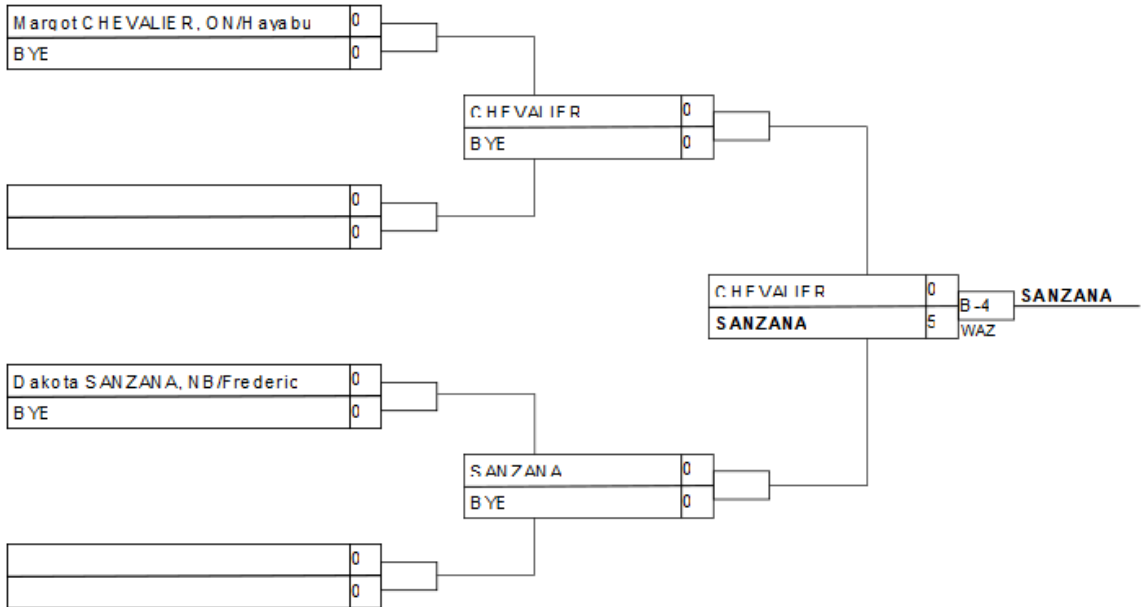 Margot CHEVALIER, ON/Hayabu 0
BYE 0
CHEVALIER 0
BYE 0
0
0
CHEVALIER 0
SANZANA 5
B-4
WAZ
SANZANA
Dakota SANZANA, NB/Frederic 0
BYE 0
SANZANA 0
BYE 0
0
0